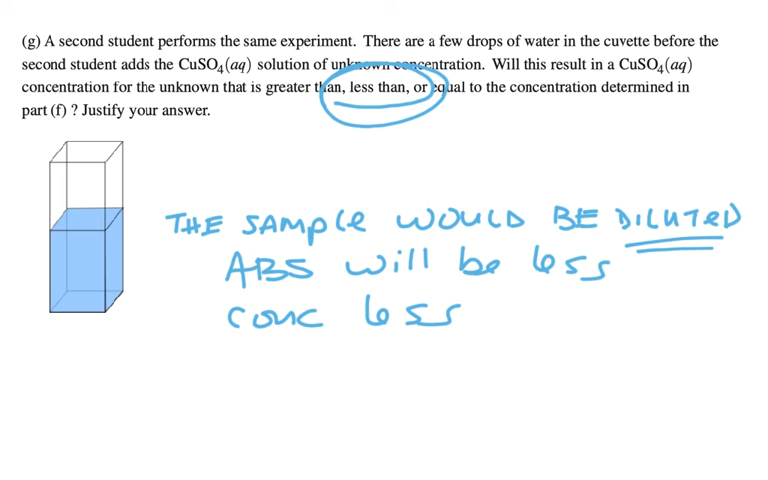 (g) A second student performs the same experiment. There are a few drops of water in the cuvette before the
second student adds the CuSO₄(aq) solution of unknown concentration. Will this result in a CuSO₄(aq)
concentration for the unknown that is greater than, less than, or equal to the concentration determined in
part (f) ? Justify your answer.
THE SAMPLE WOULD BE DILUTED
ABS will be less
conc less